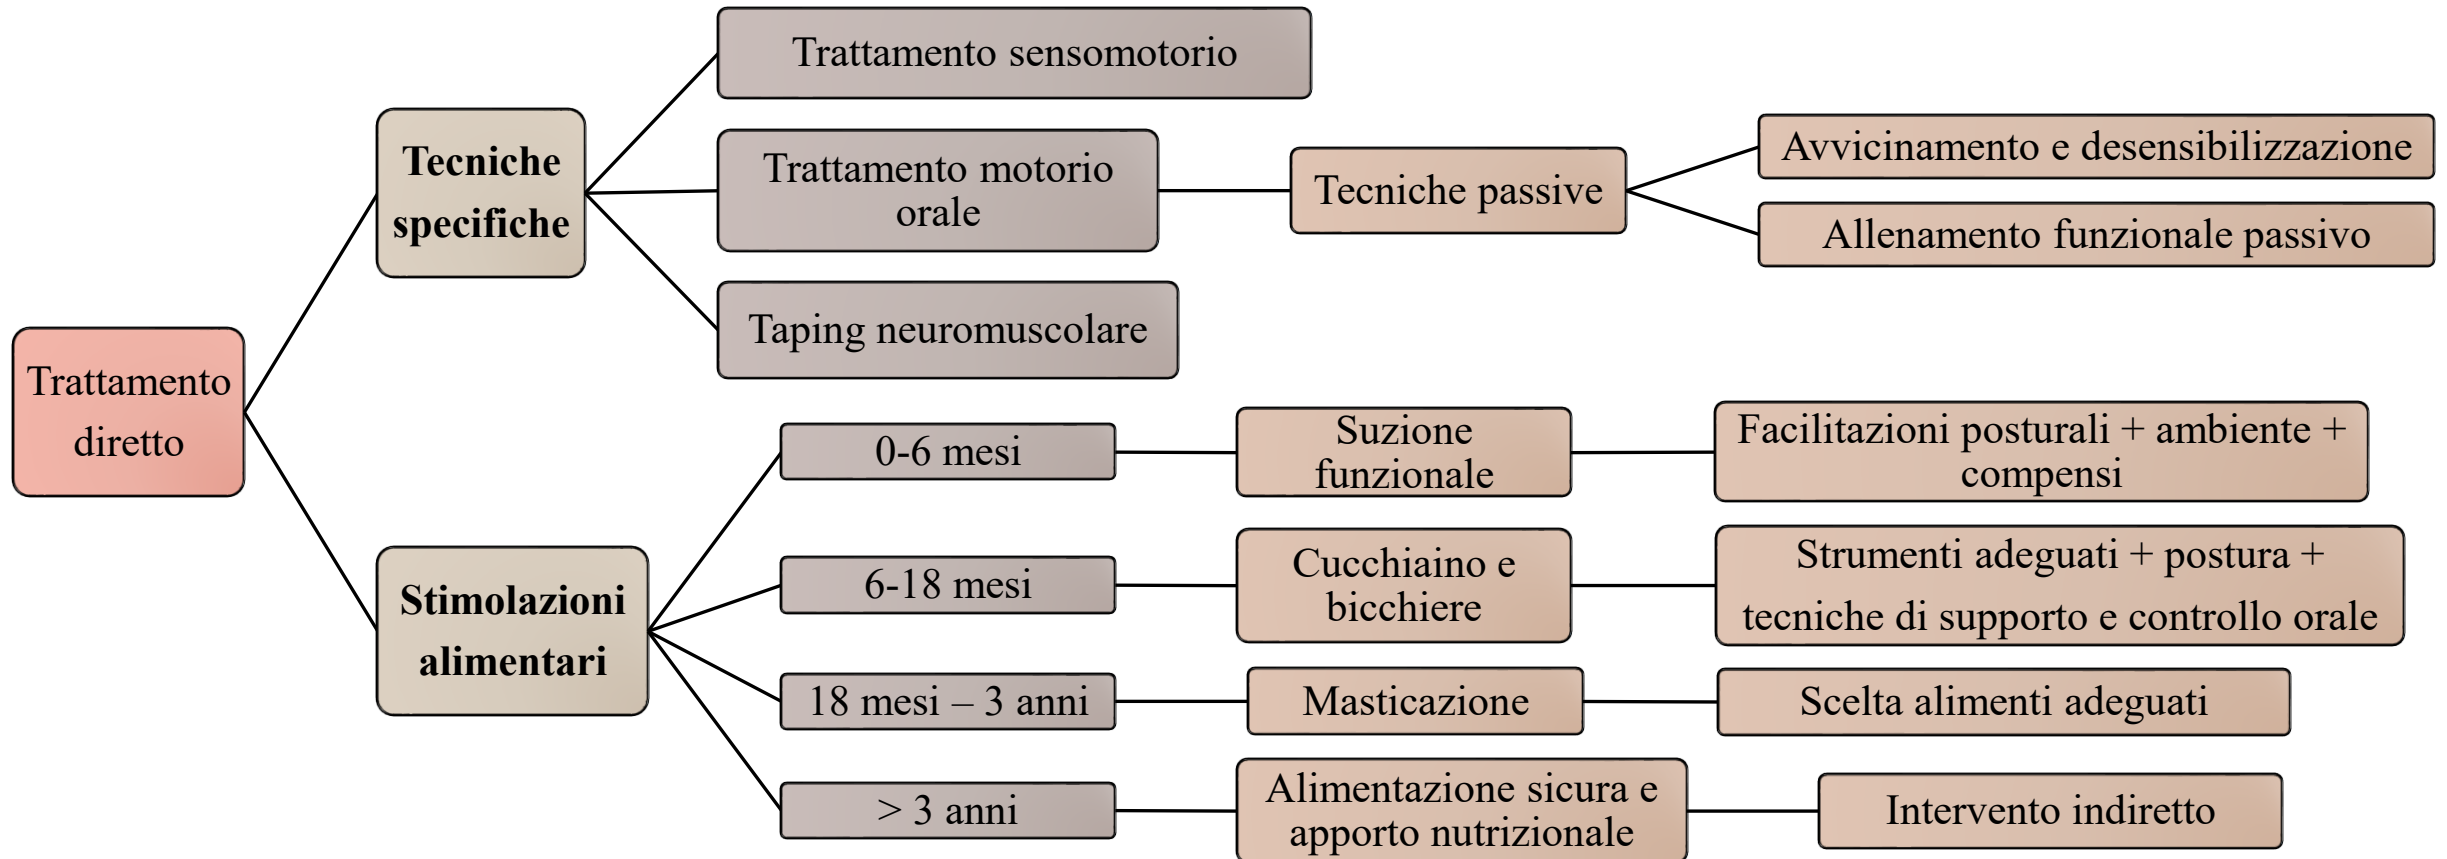 Trattamento
diretto
Tecniche
specifiche
Trattamento sensomotorio
Trattamento motorio
orale
Tecniche passive
Avvicinamento e desensibilizzazione
Allenamento funzionale passivo
Taping neuromuscolare
Stimolazioni
alimentari
0-6 mesi
Suzione
funzionale
Facilitazioni posturali + ambiente +
compensi
6-18 mesi
Cucchiaino e
bicchiere
Strumenti adeguati + postura +
tecniche di supporto e controllo orale
18 mesi – 3 anni
Masticazione
Scelta alimenti adeguati
> 3 anni
Alimentazione sicura e
apporto nutrizionale
Intervento indiretto